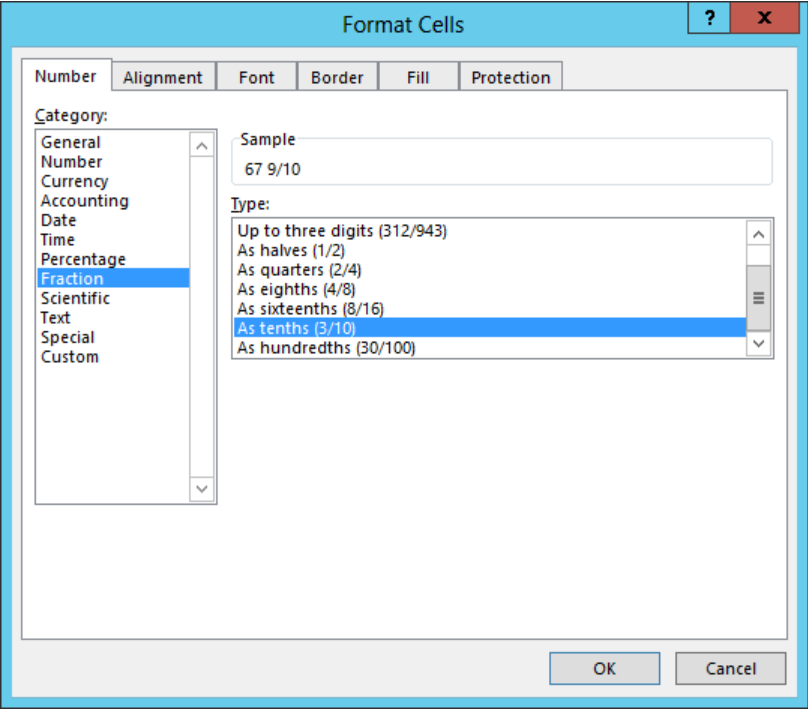 Format Cells
? x
Number Alignment Font Border Fill Protection
Category:
General
Number
Currency
Accounting
Date
Time
Percentage
Fraction
Scientific
Text
Special
Custom
Sample
67 9/10
Type:
Up to three digits (312/943)
As halves (1/2)
As quarters (2/4)
As eighths (4/8)
As sixteenths (8/16)
As tenths (3/10)
As hundredths (30/100)
OK Cancel